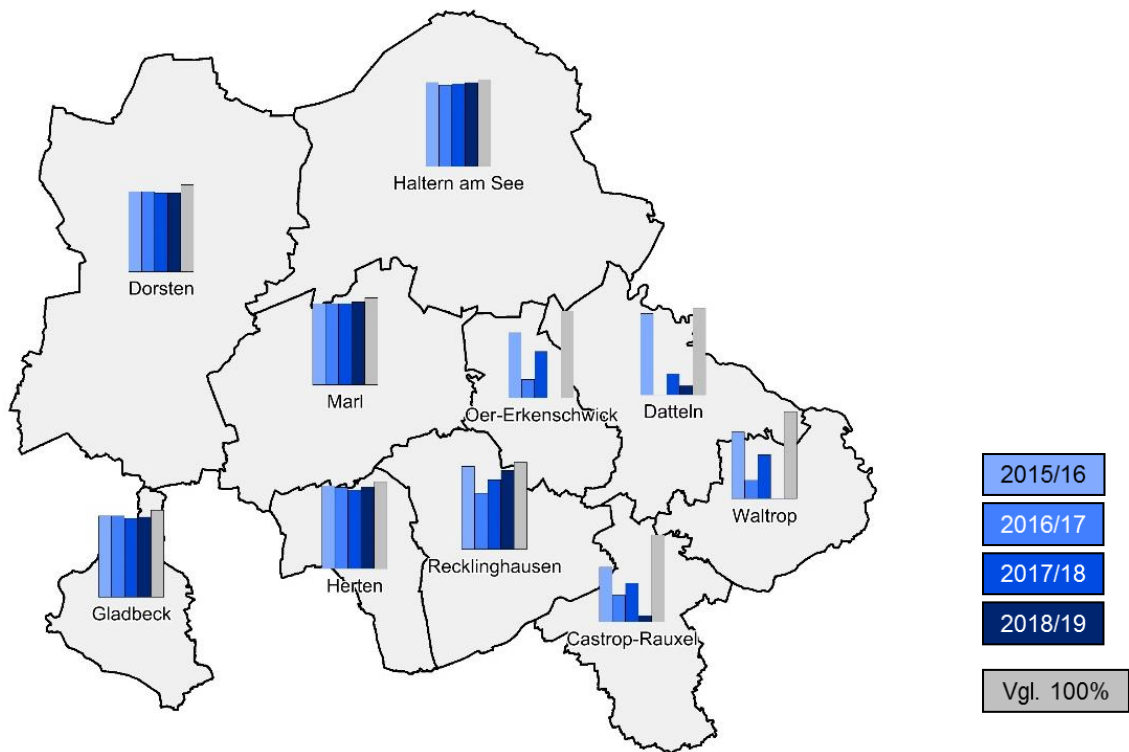 Haltern am See
Dorsten
Marl
Oer-Erkenschwick
Datteln
Waltrop
Recklinghausen
Herten
Gladbeck
Castrop-Rauxel
2015/16
2016/17
2017/18
2018/19
Vgl. 100%